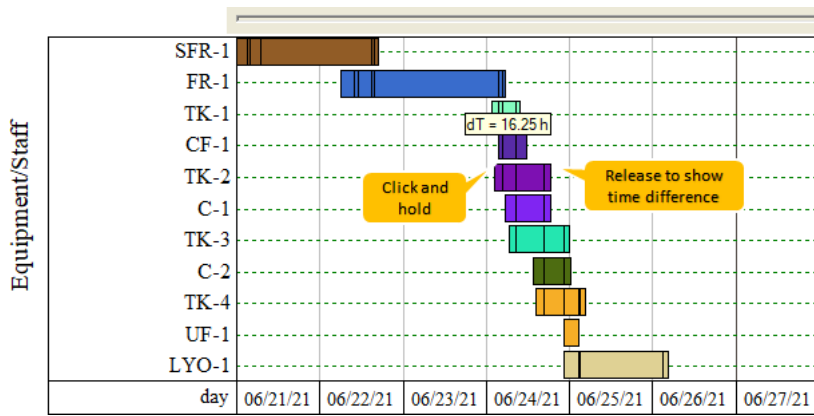 Equipment/Staff
SFR-1
FR-1
TK-1
dT = 16.25 h
CF-1
TK-2
Click and
hold
Release to show
time difference
C-1
TK-3
C-2
TK-4
UF-1
LYO-1
day 06/21/21 06/22/21 06/23/21 06/24/21 06/25/21 06/26/21 06/27/21